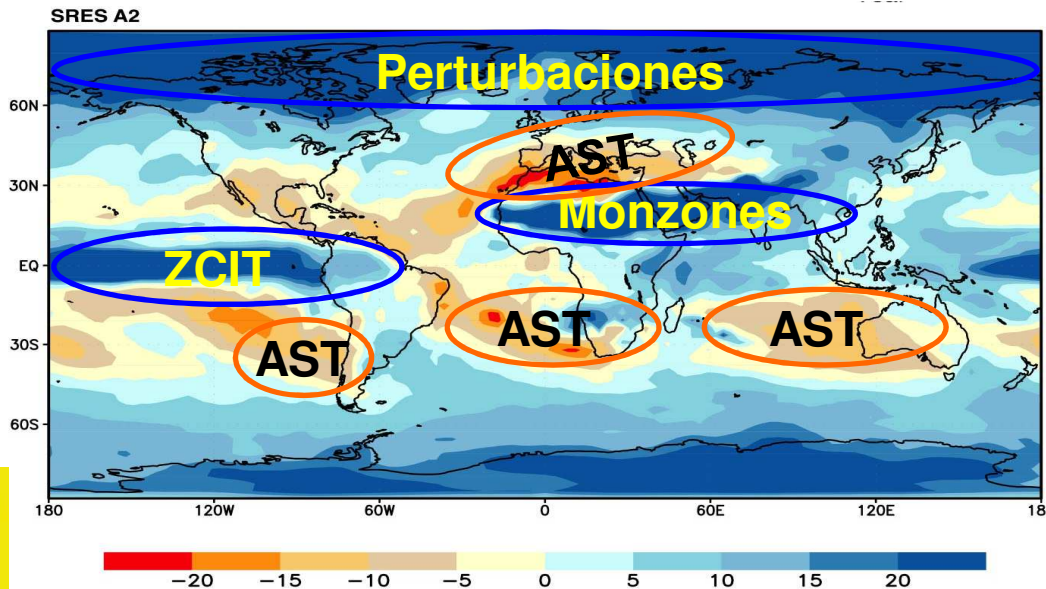 SRES A2
Perturbaciones
60N
AST
30N
Monzones
EQ
ZCIT
AST
AST
AST
30S
60S
180
120W
60W
0
60E
120E
18
−20
−15
−10
−5
0
5
10
15
20